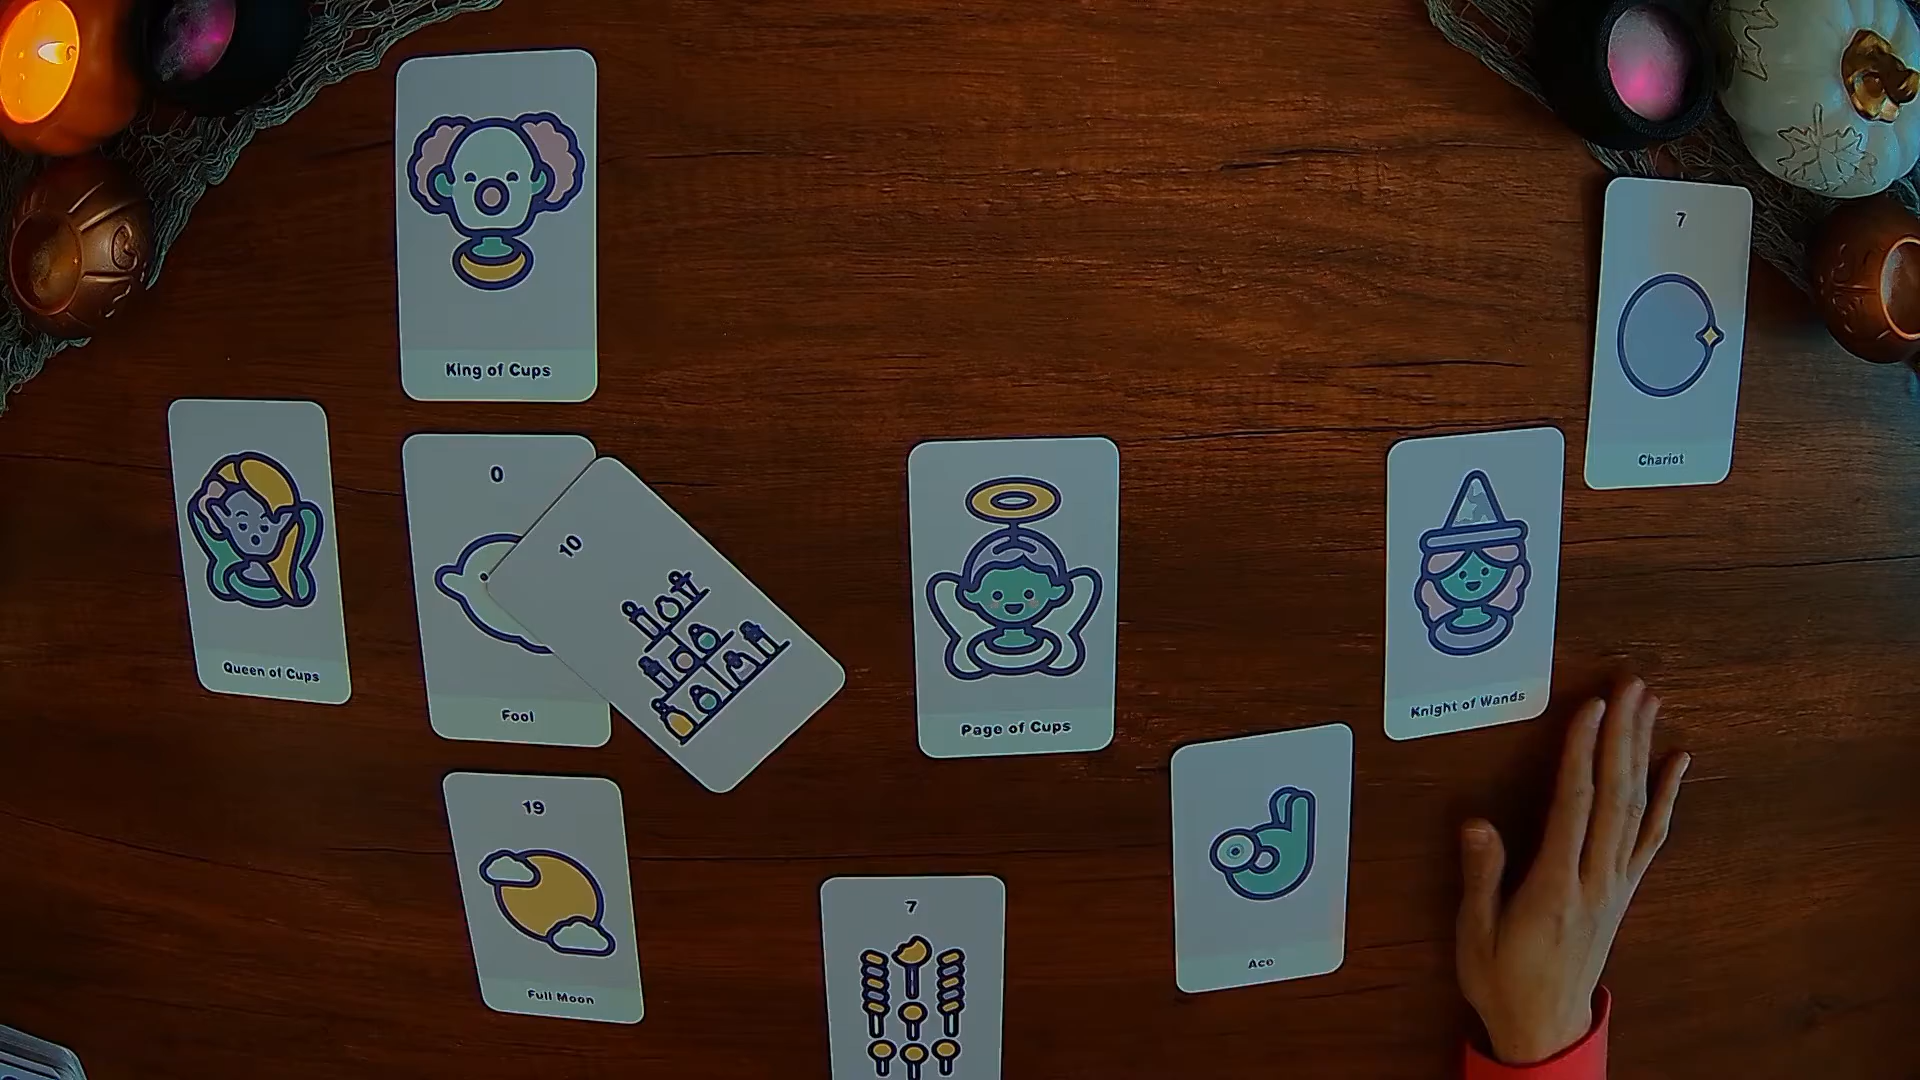 King of Cups
7
Chariot
Queen of Cups
0
Fool
10
Page of Cups
Knight of Wands
19
Full Moon
7
Ace